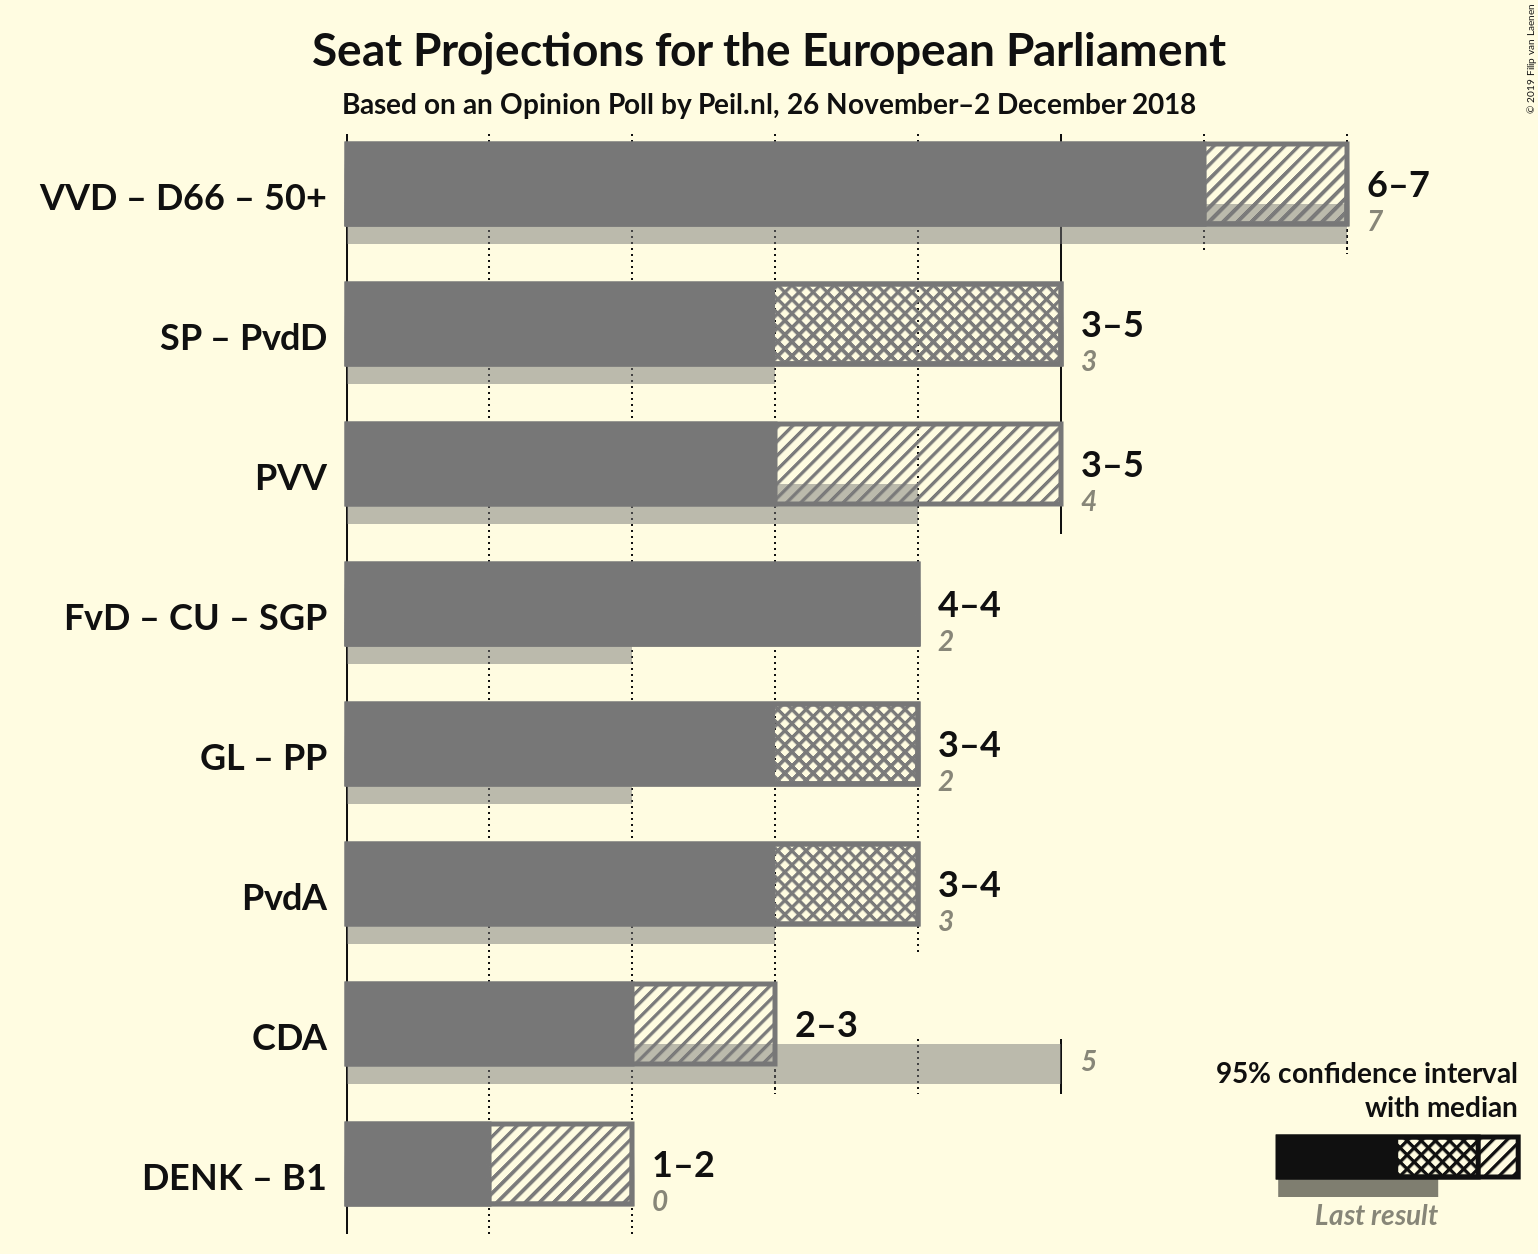 Seat Projections for the European Parliament
Based on an Opinion Poll by Peil.nl, 26 November–2 December 2018
© 2019 Filip van Laenen
VVD – D66 – 50+
6–7
7
SP – PvdD
3–5
3
PVV
3–5
4
FvD – CU – SGP
4–4
2
GL – PP
3–4
2
PvdA
3–4
3
CDA
2–3
5
DENK – B1
1–2
0
95% confidence interval
with median
Last result